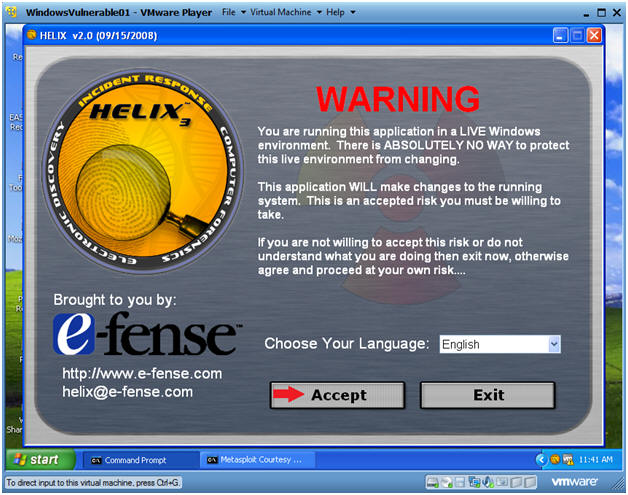 WindowsVulnerable01 - VMware Player File Virtual Machine Help
HELIX v2.0 (09/15/2008)
INCIDENT RESPONSE
COMPUTER FORENSICS
ELECTRONIC DISCOVERY
HELIX™
3
WARNING
You are running this application in a LIVE Windows
environment. There is ABSOLUTELY NO WAY to protect
this live environment from changing.
This application WILL make changes to the running
system. This is an accepted risk you must be willing to
take.
If you are not willing to accept this risk or do not
understand what you are doing then exit now, otherwise
agree and proceed at your own risk....
Brought to you by:
e-fense™
http://www.e-fense.com
helix@e-fense.com
Choose Your Language: English
Accept Exit
start Command Prompt Metasploit Courtesy ... 11:41 AM
To direct input to this virtual machine, press Ctrl+G. vmware